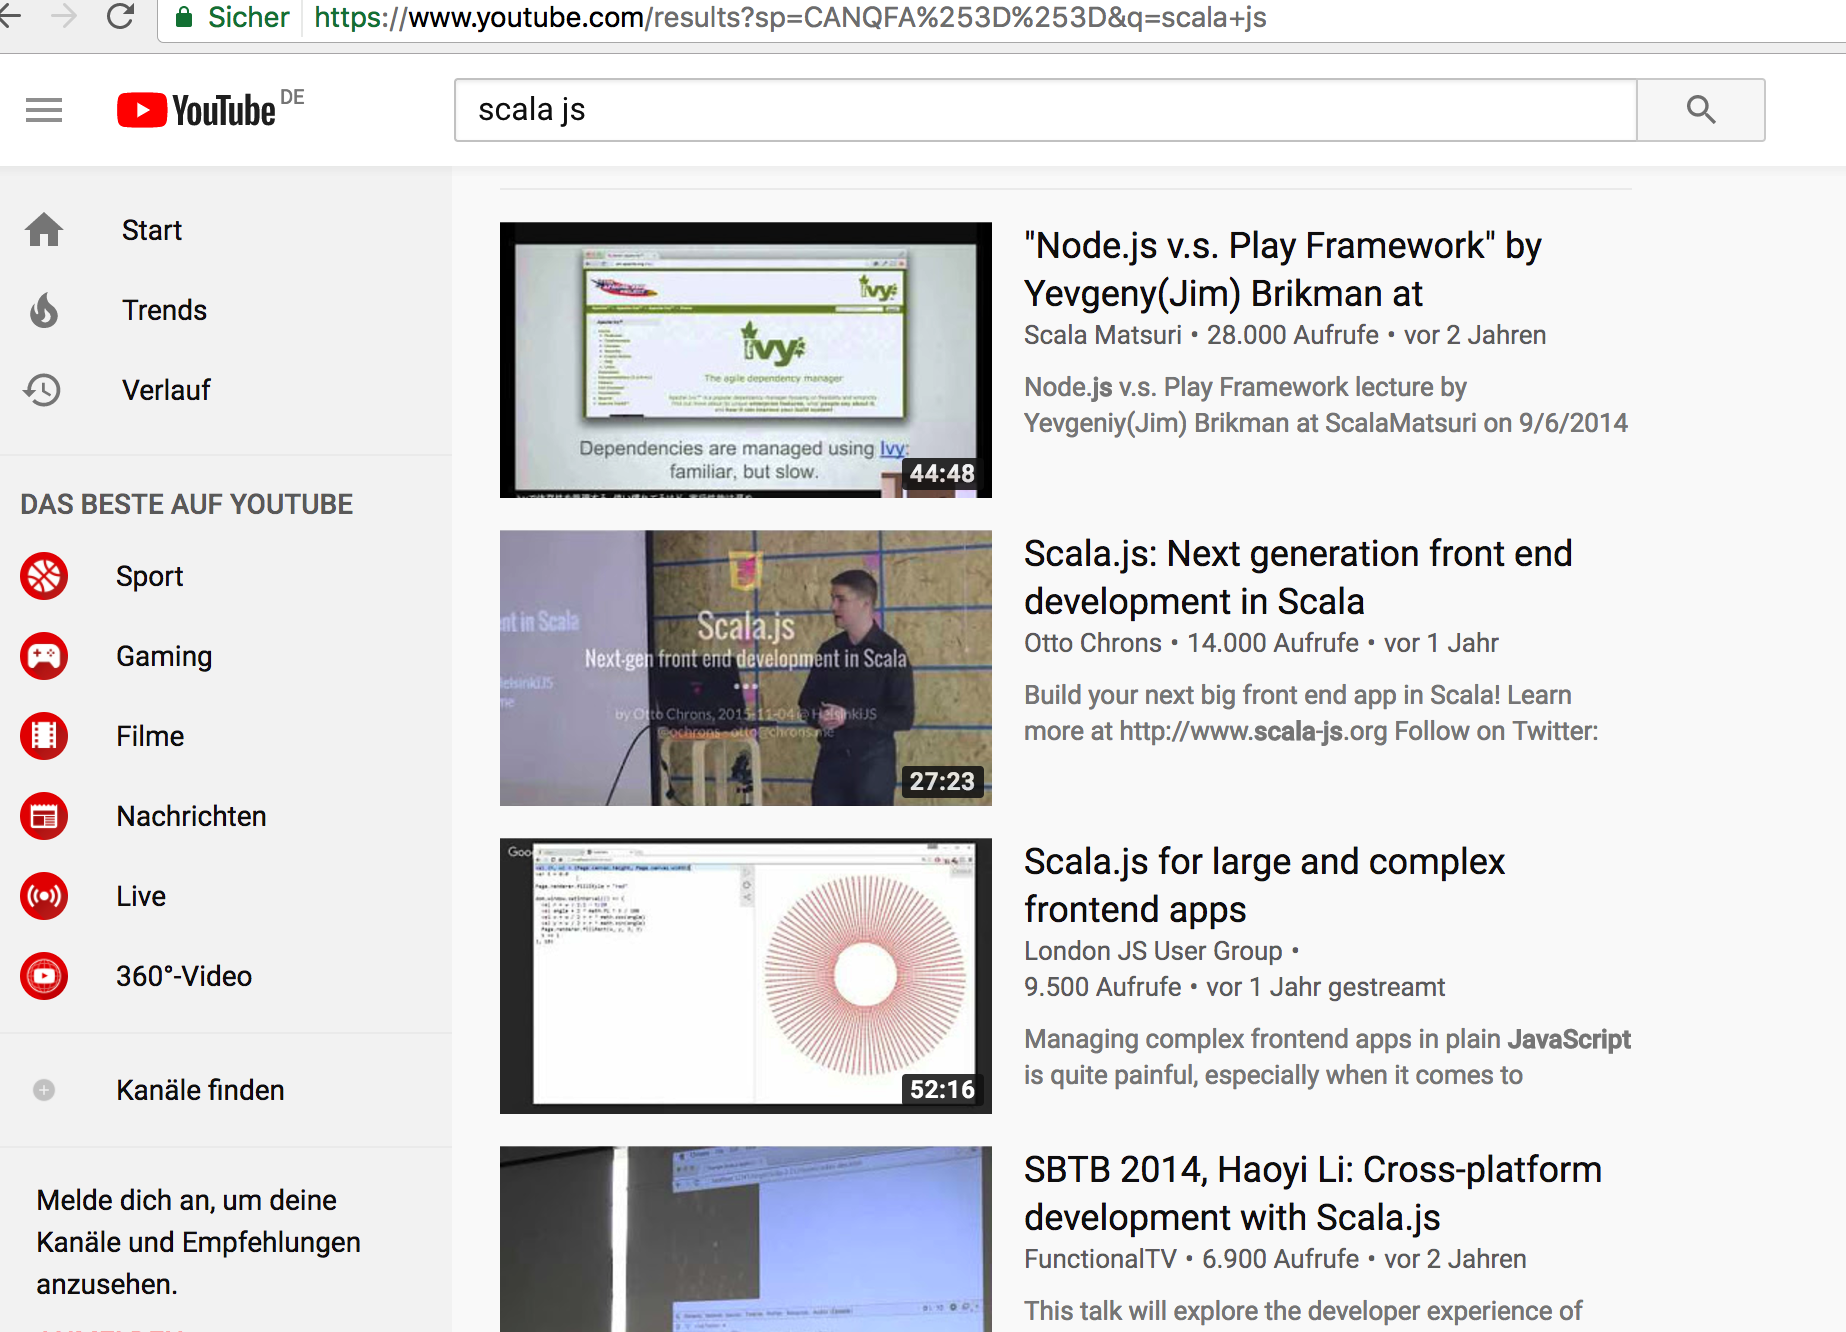 Sicher https://www.youtube.com/results?sp=CANQFA%253D%253D&q=scala+js
YouTube DE
scala js
Start
Trends
Verlauf
DAS BESTE AUF YOUTUBE
Sport
Gaming
Filme
Nachrichten
Live
360°-Video
Kanäle finden
Melde dich an, um deine
Kanäle und Empfehlungen
anzusehen.
Ivy
The agile dependency manager
Dependencies are managed using Ivy:
familiar, but slow.
44:48
"Node.js v.s. Play Framework" by
Yevgeny(Jim) Brikman at
Scala Matsuri • 28.000 Aufrufe • vor 2 Jahren
Node.js v.s. Play Framework lecture by
Yevgeniy(Jim) Brikman at ScalaMatsuri on 9/6/2014
nt in Scala
Scala.js
Next-gen front end development in Scala
elsinkiJS
me
by Otto Chrons, 2015-11-04 @ HelsinkiJS
@ochrons - otto@chrons.me
27:23
Scala.js: Next generation front end
development in Scala
Otto Chrons • 14.000 Aufrufe • vor 1 Jahr
Build your next big front end app in Scala! Learn
more at http://www.scala-js.org Follow on Twitter:
Goo
52:16
Scala.js for large and complex
frontend apps
London JS User Group •
9.500 Aufrufe • vor 1 Jahr gestreamt
Managing complex frontend apps in plain JavaScript
is quite painful, especially when it comes to
SBTB 2014, Haoyi Li: Cross-platform
development with Scala.js
FunctionalTV • 6.900 Aufrufe • vor 2 Jahren
This talk will explore the developer experience of